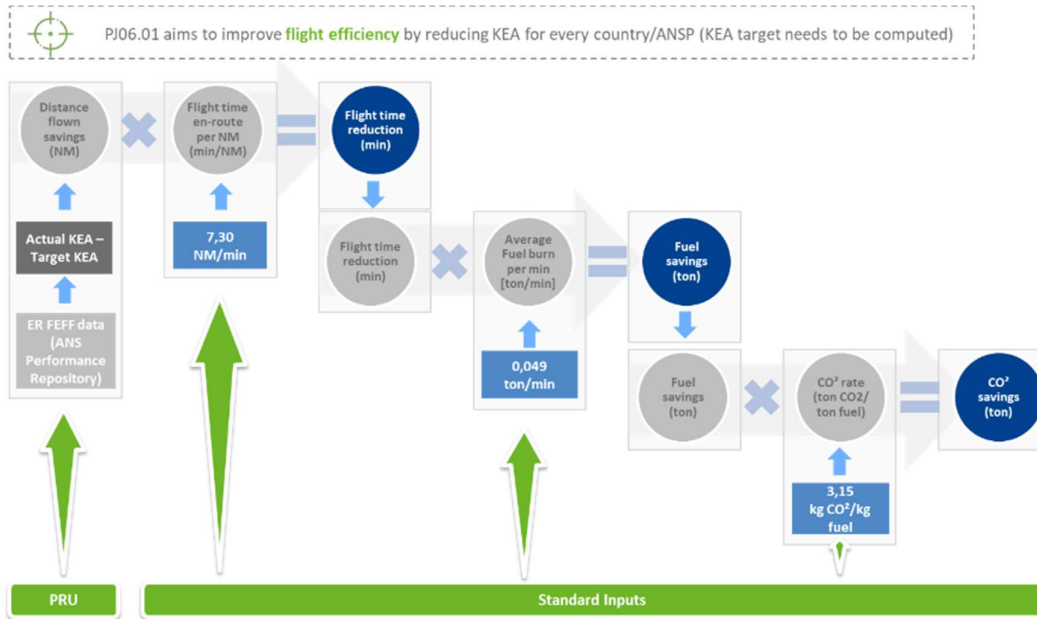 PJ06.01 aims to improve flight efficiency by reducing KEA for every country/ANSP (KEA target needs to be computed)
Distance
flown
savings
(NM)
Flight time
en-route
per NM
(min/NM)
Flight time
reduction
(min)
Actual KEA –
Target KEA
7,30
NM/min
Flight time
reduction
(min)
Average
Fuel burn
per min
[ton/min]
Fuel
savings
(ton)
ER FEFF data
(ANS
Performance
Repository)
0,049
ton/min
Fuel
savings
(ton)
CO² rate
(ton CO2/
ton fuel)
CO²
savings
(ton)
3,15
kg CO²/kg
fuel
PRU
Standard Inputs